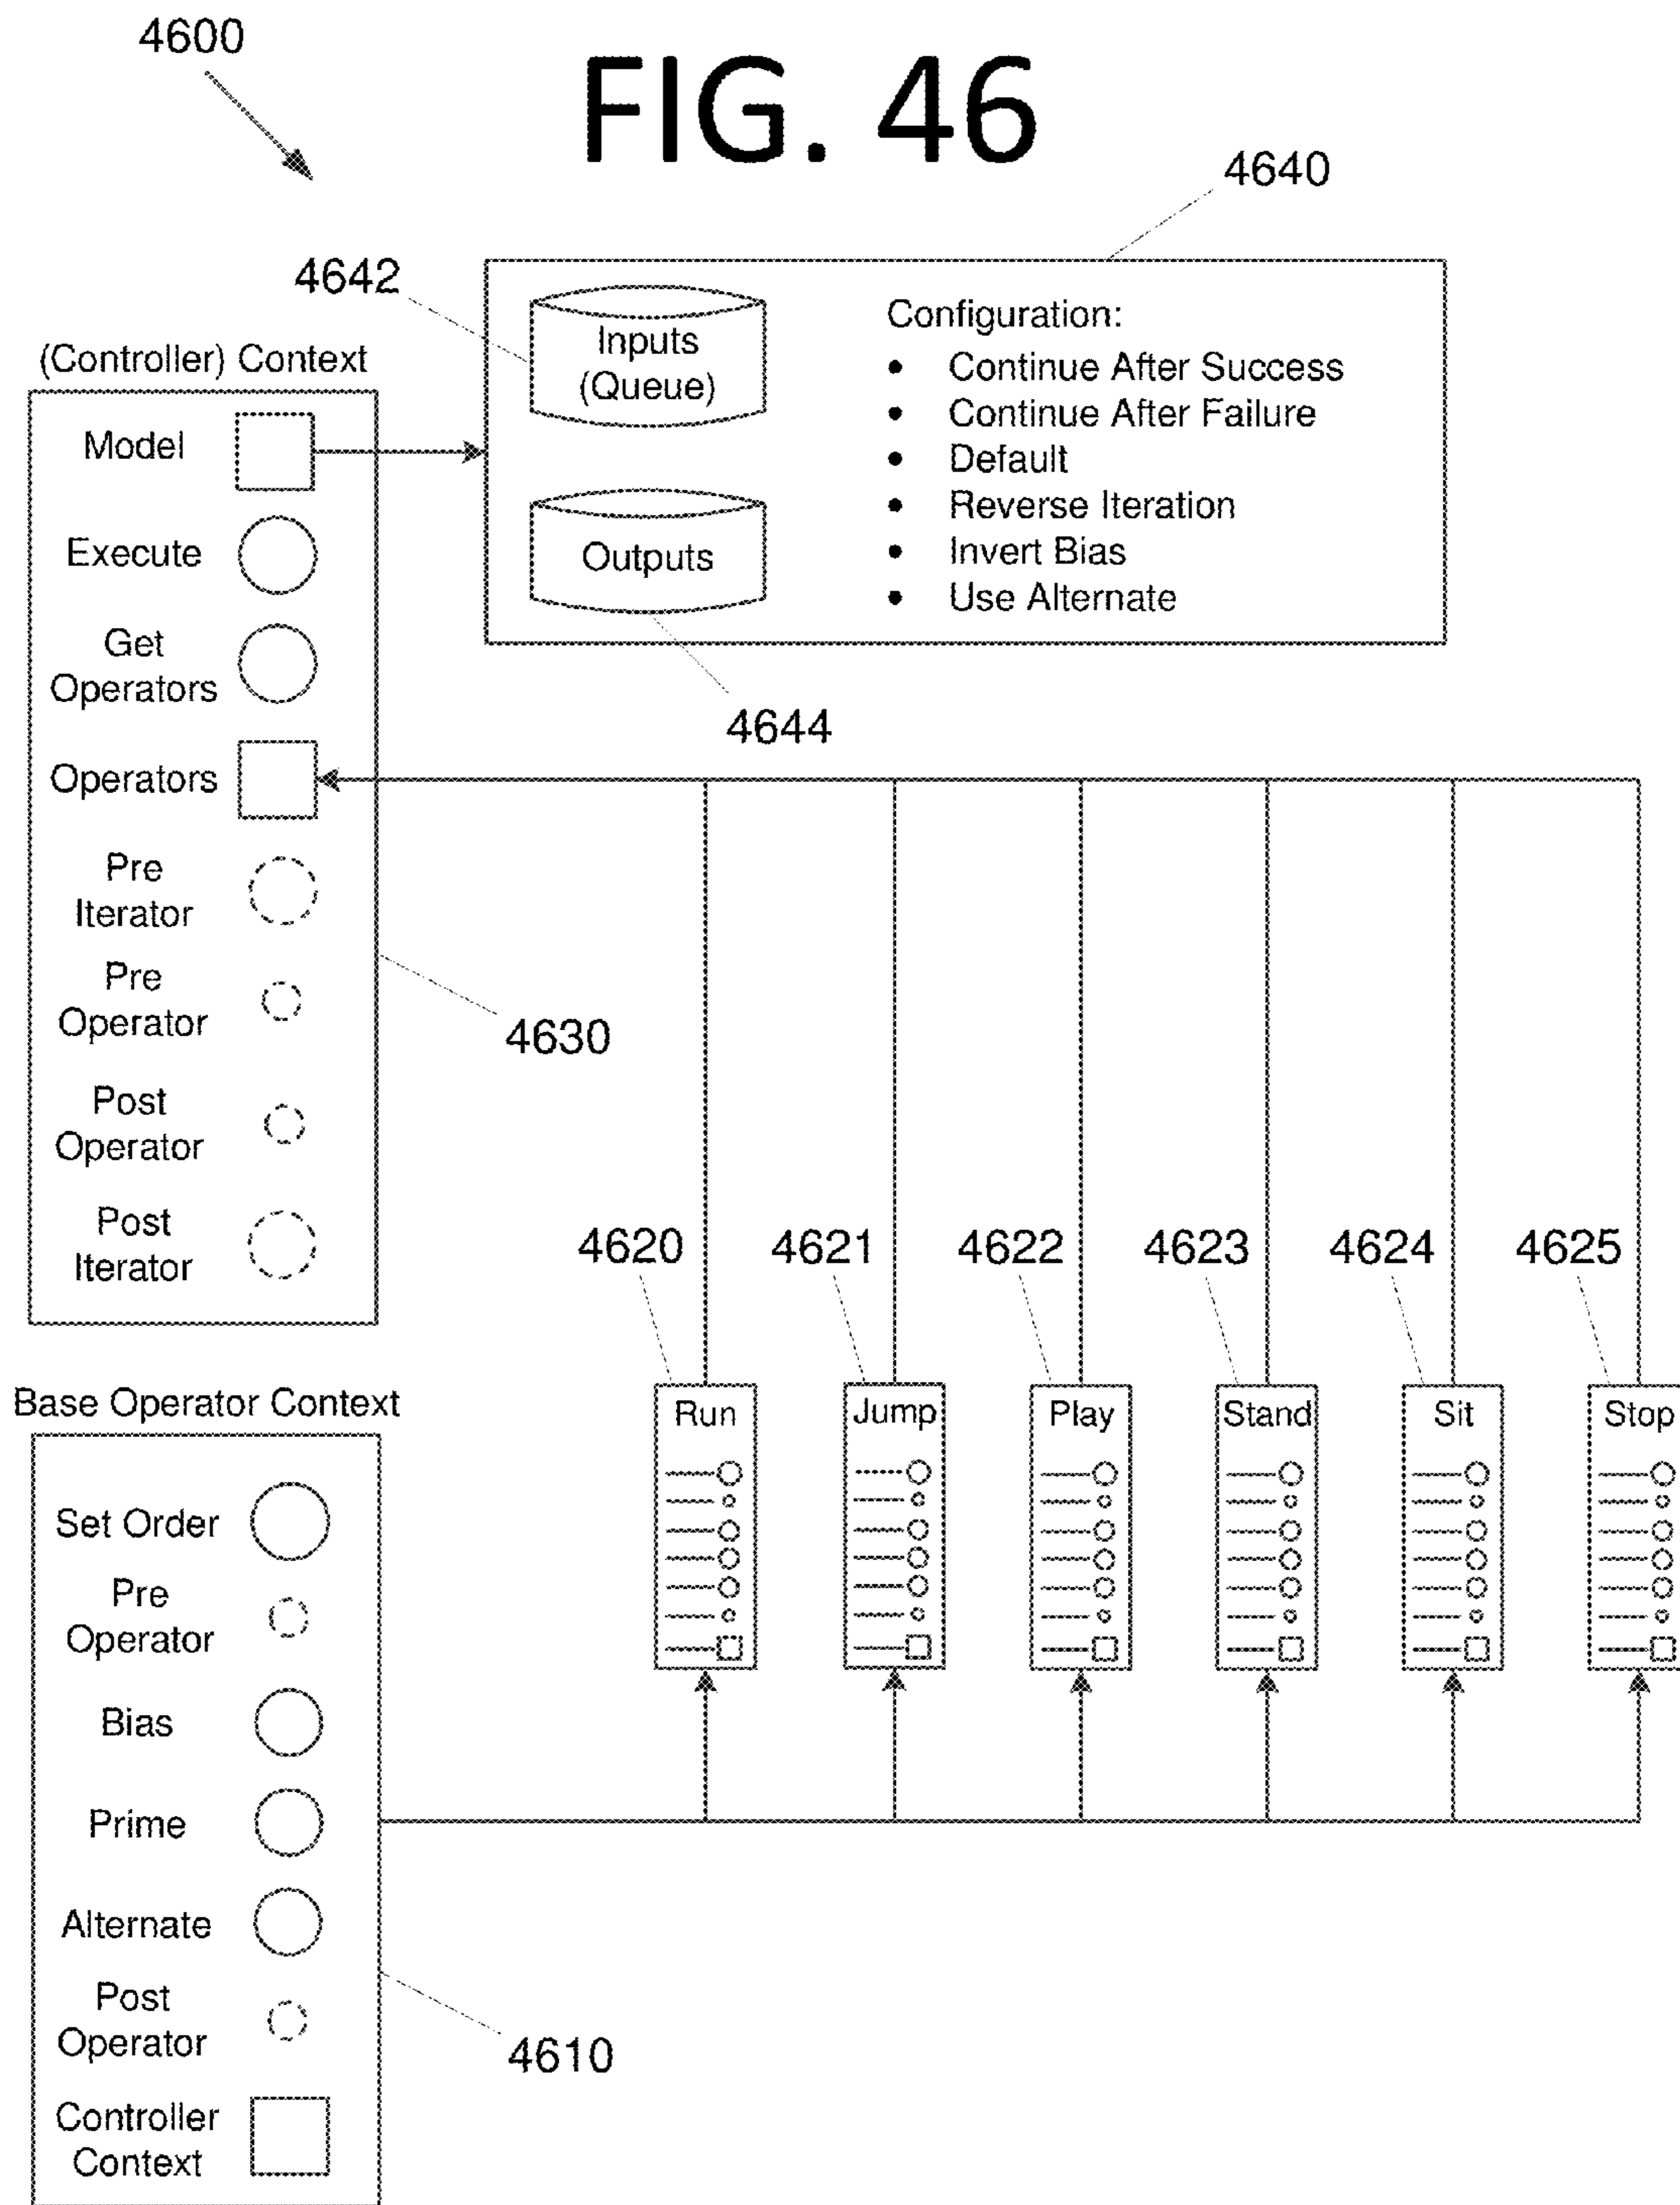 4600
FIG. 46
4640
4642
Inputs
(Queue)
Outputs
Configuration:
• Continue After Success
• Continue After Failure
• Default
• Reverse Iteration
• Invert Bias
• Use Alternate
4644
(Controller) Context
Model
Execute
Get
Operators
Operators
Pre
Iterator
Pre
Operator
Post
Operator
Post
Iterator
4630
4620 4621 4622 4623 4624 4625
Run Jump Play Stand Sit Stop
Base Operator Context
Set Order
Pre
Operator
Bias
Prime
Alternate
Post
Operator
Controller
Context
4610